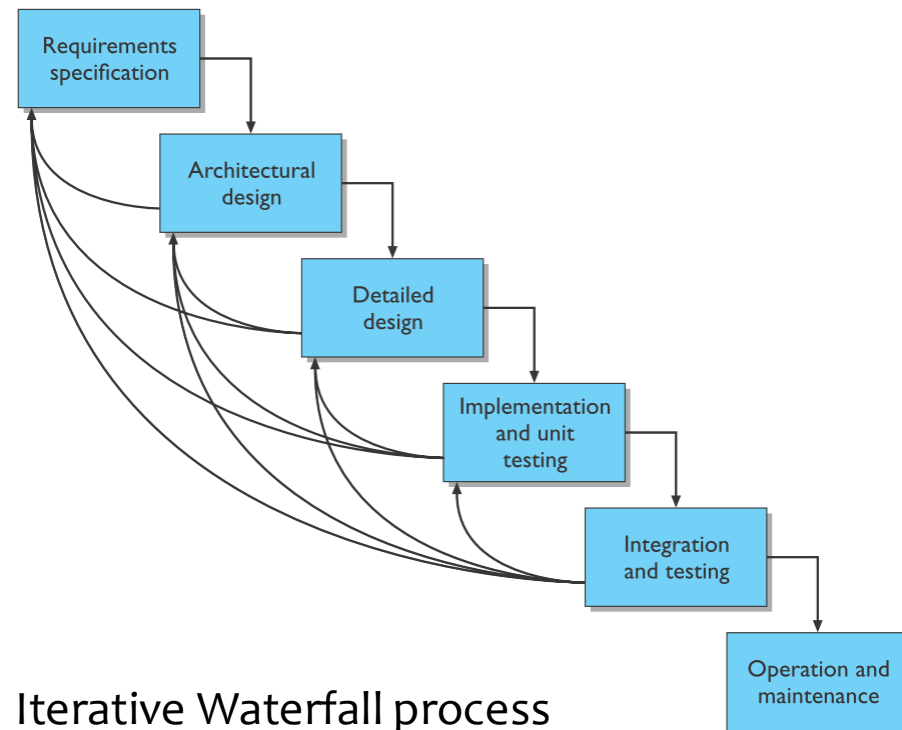 Requirements
specification
Architectural
design
Detailed
design
Implementation
and unit
testing
Integration
and testing
Operation and
maintenance
Iterative Waterfall process